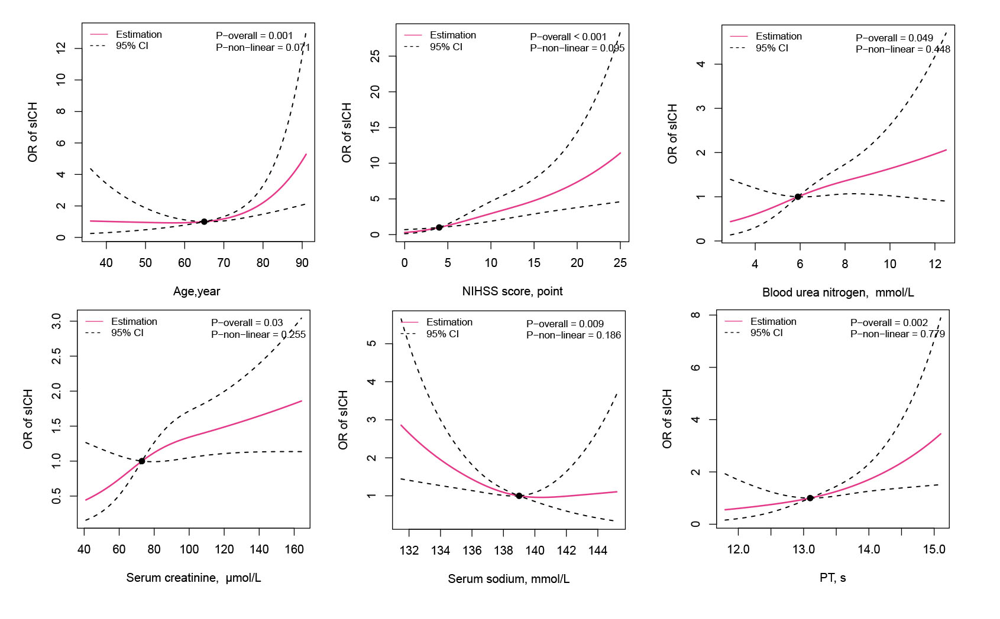 Estimation
95% CI
P−overall = 0.001
P−non−linear = 0.071
OR of sICH
0 2 4 6 8 10 12
40 50 60 70 80 90
Age,year
Estimation
95% CI
P−overall < 0.001
P−non−linear = 0.095
OR of sICH
0 5 10 15 20 25
0 5 10 15 20 25
NIHSS score, point
Estimation
95% CI
P−overall = 0.049
P−non−linear = 0.448
OR of sICH
0 1 2 3 4
4 6 8 10 12
Blood urea nitrogen,  mmol/L
Estimation
95% CI
P−overall = 0.03
P−non−linear = 0.255
OR of sICH
0.5 1.0 1.5 2.0 2.5 3.0
40 60 80 100 120 140 160
Serum creatinine,  µmol/L
Estimation
95% CI
P−overall = 0.009
P−non−linear = 0.186
OR of sICH
1 2 3 4 5
132 134 136 138 140 142 144
Serum sodium, mmol/L
Estimation
95% CI
P−overall = 0.002
P−non−linear = 0.779
OR of sICH
0 2 4 6 8
12.0 13.0 14.0 15.0
PT, s